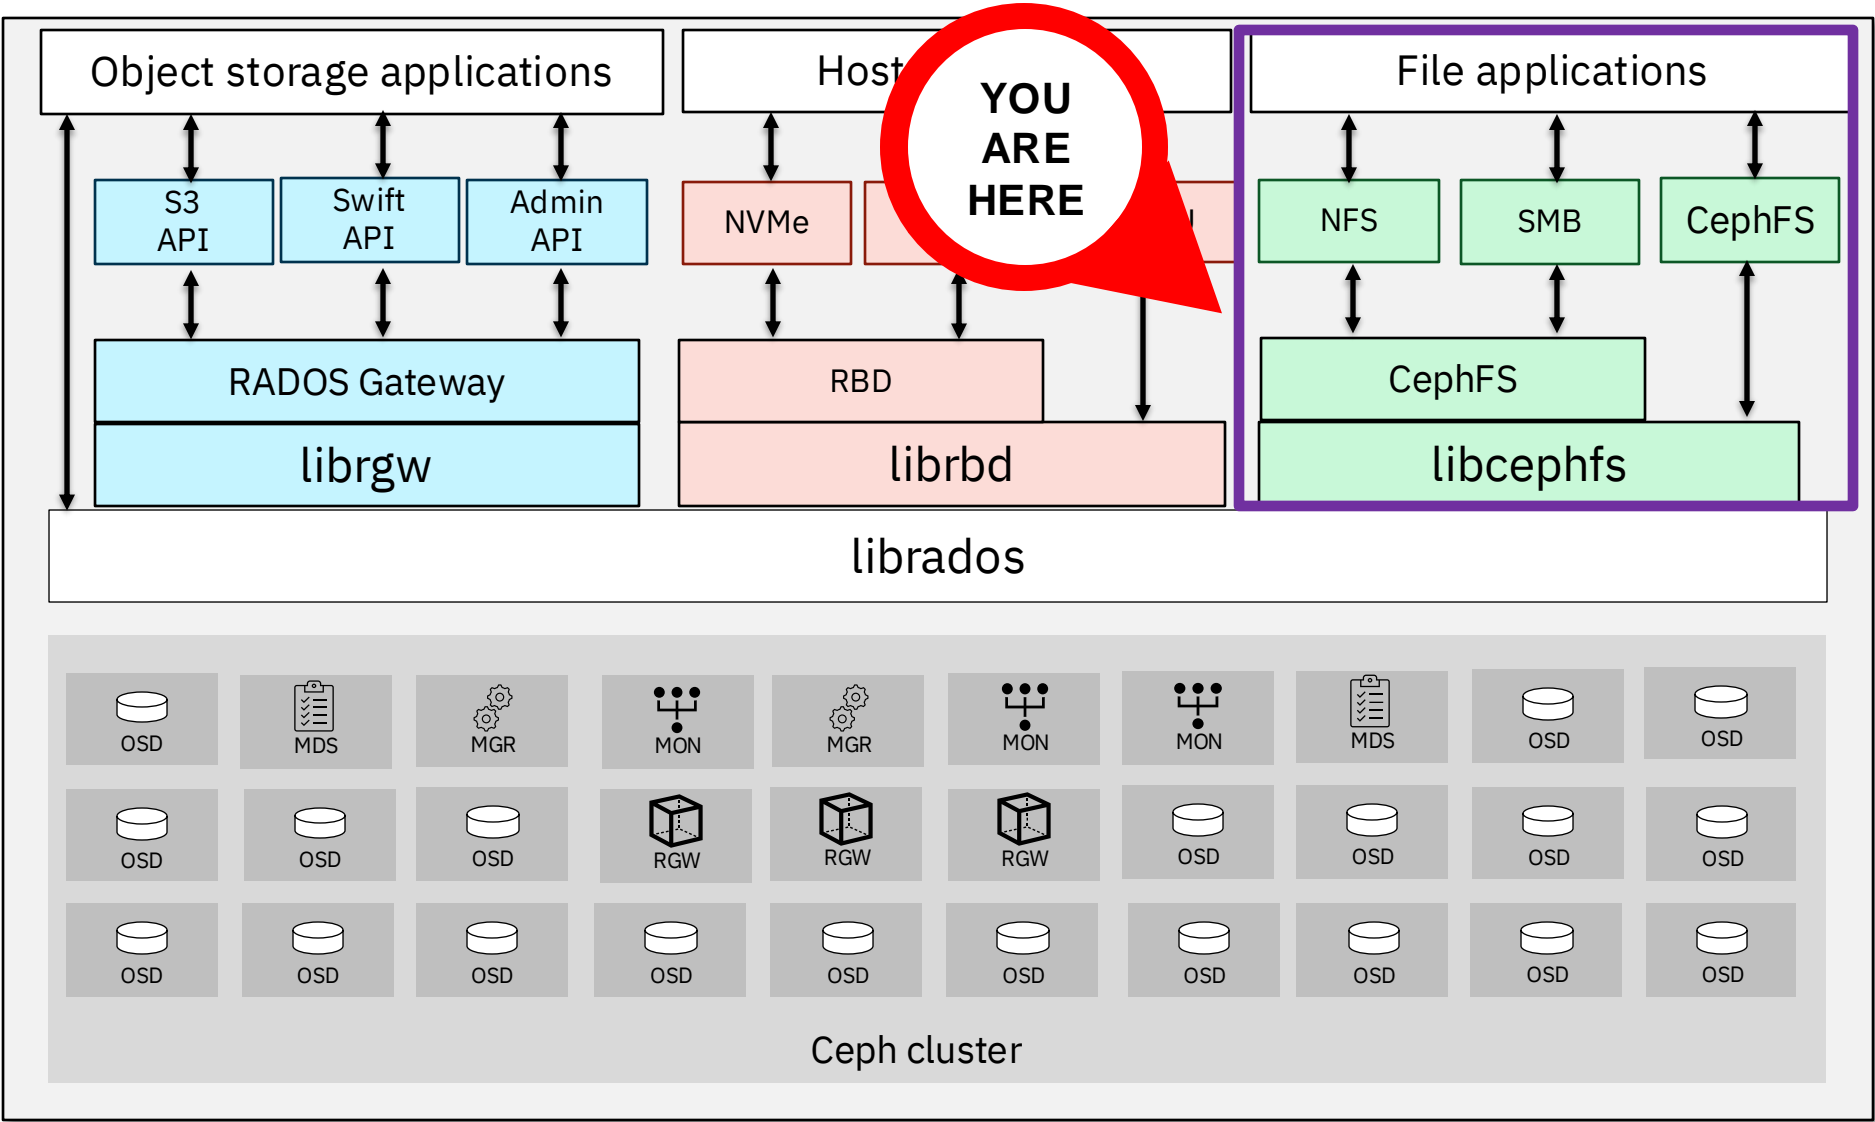 Object storage applications
Host
File applications
YOU
ARE
HERE
S3
API
Swift
API
Admin
API
NVMe
NFS
SMB
CephFS
RADOS Gateway
RBD
CephFS
librgw
librbd
libcephfs
librados
OSD
MDS
MGR
MON
MGR
MON
MON
MDS
OSD
OSD
OSD
OSD
OSD
RGW
RGW
RGW
OSD
OSD
OSD
OSD
OSD
OSD
OSD
OSD
OSD
OSD
OSD
OSD
OSD
OSD
Ceph cluster